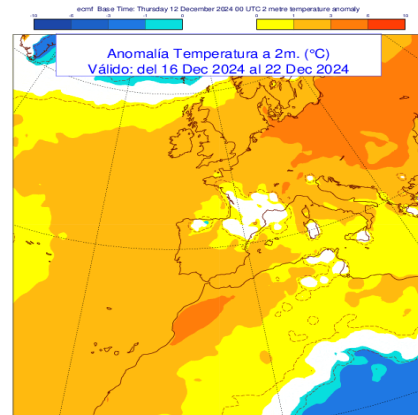 ecmf Base Time: Thursday 12 December 2024 00 UTC 2 metre temperature anomaly
-10 -6 -3 -1 0
0 1 3 6 10
Anomalía Temperatura a 2m. (°C)
Válido: del 16 Dec 2024 al 22 Dec 2024